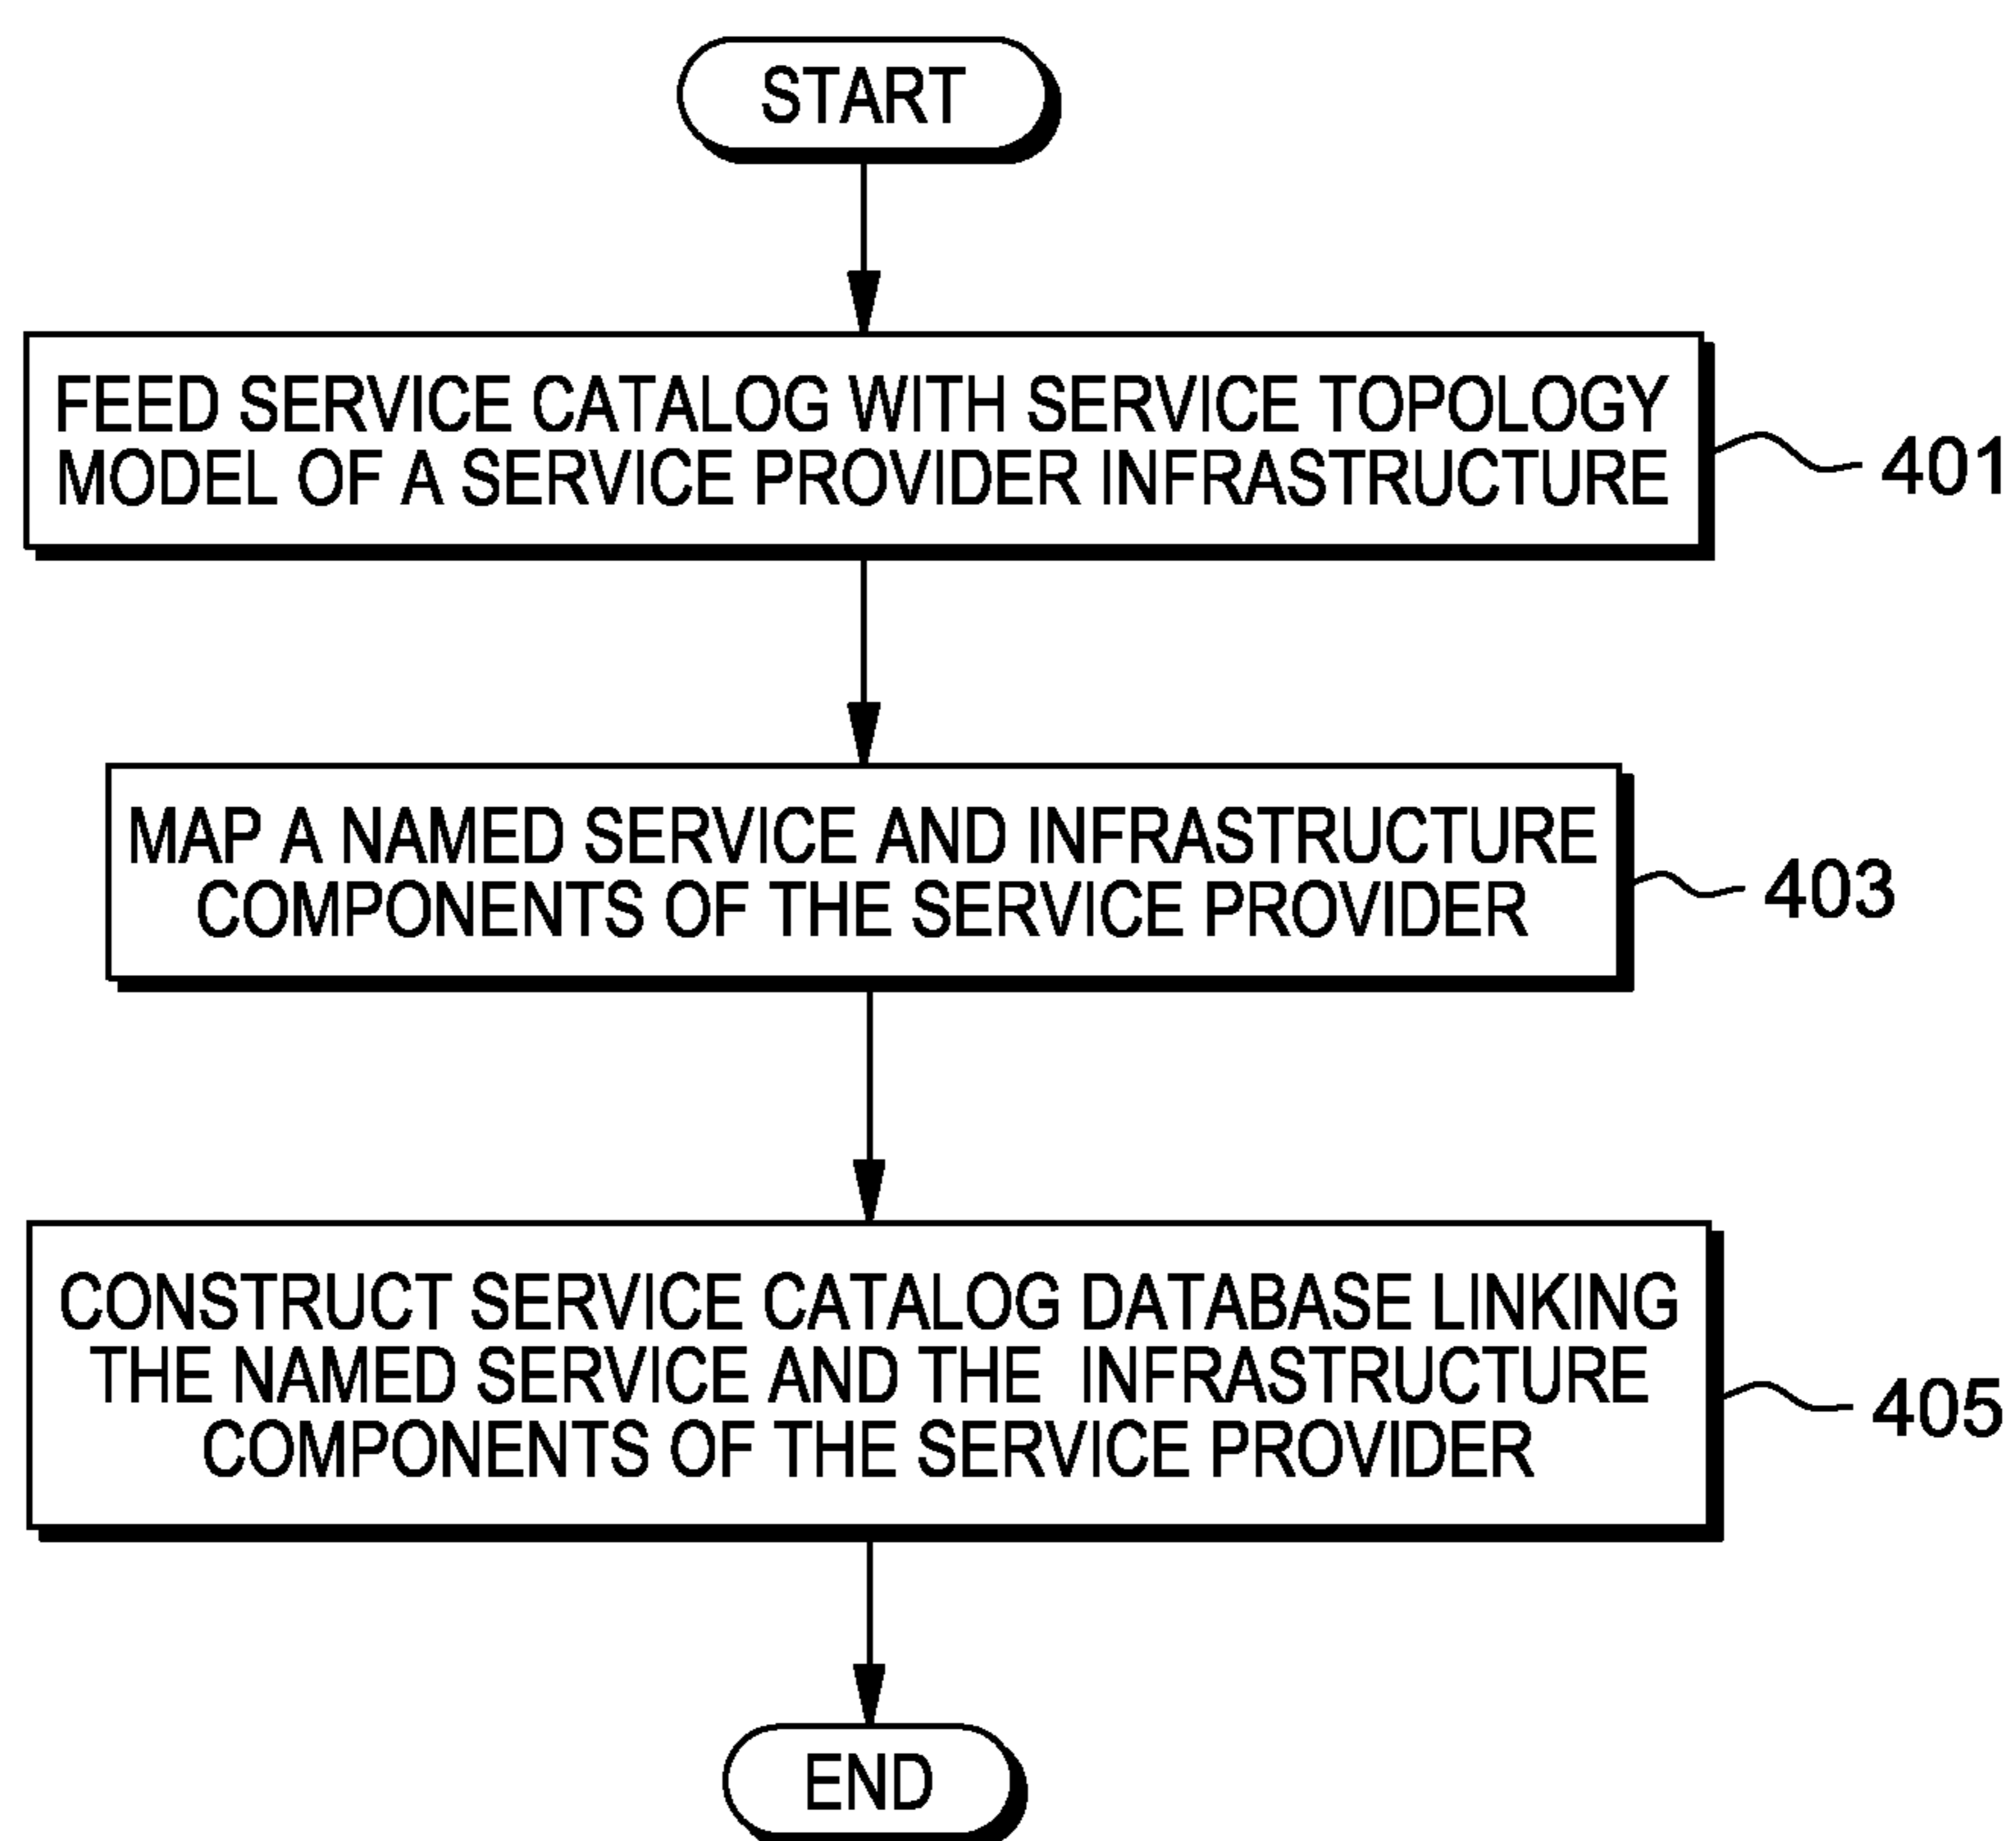 START
FEED SERVICE CATALOG WITH SERVICE TOPOLOGY
MODEL OF A SERVICE PROVIDER INFRASTRUCTURE
401
MAP A NAMED SERVICE AND INFRASTRUCTURE
COMPONENTS OF THE SERVICE PROVIDER
403
CONSTRUCT SERVICE CATALOG DATABASE LINKING
THE NAMED SERVICE AND THE INFRASTRUCTURE
COMPONENTS OF THE SERVICE PROVIDER
405
END